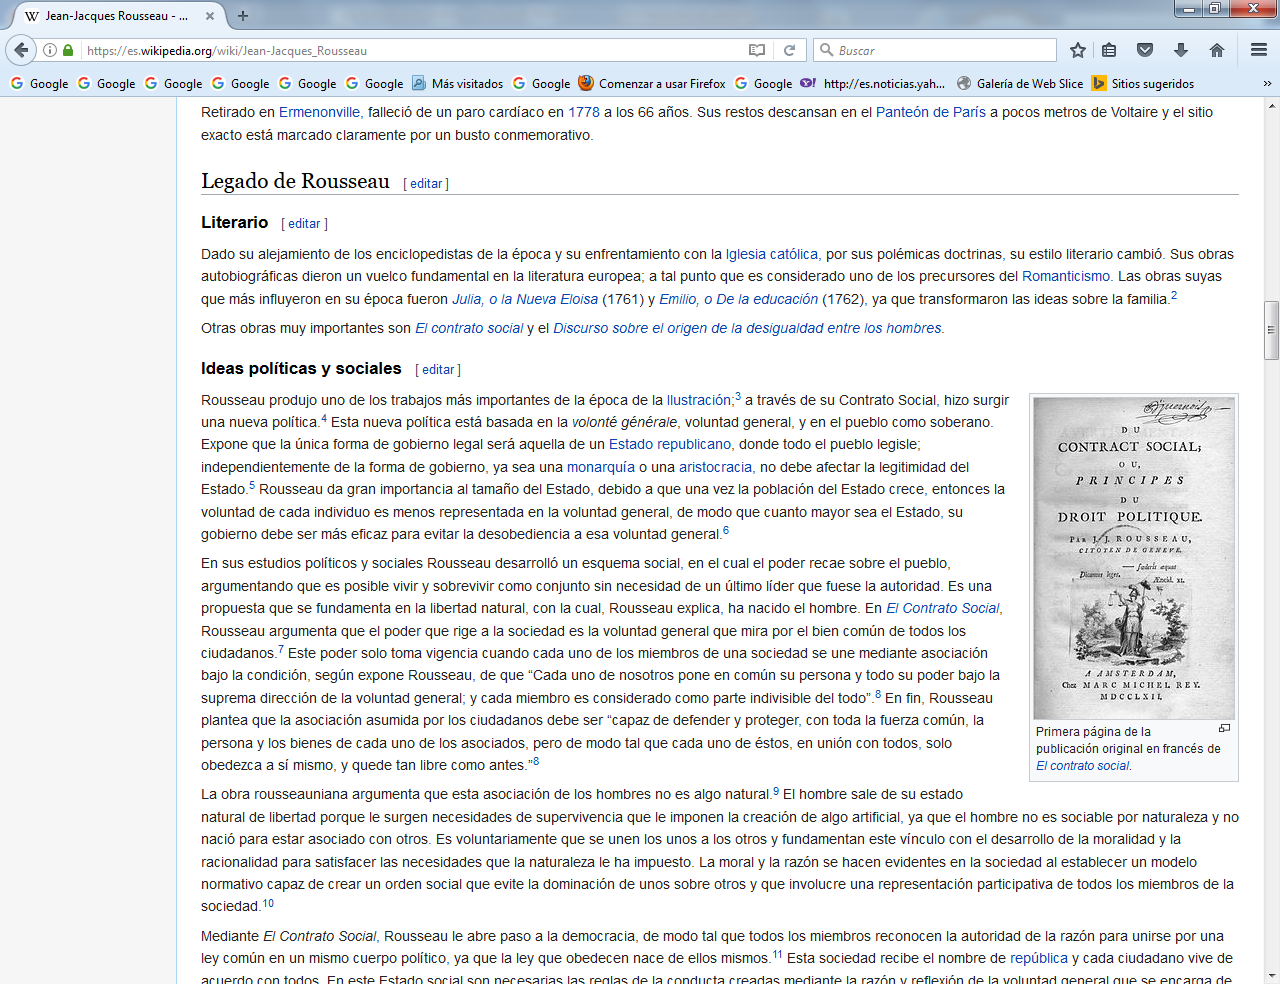 Jean-Jacques Rousseau - ...
https://es.wikipedia.org/wiki/Jean-Jacques_Rousseau
Buscar
Google Google Google Google Google Google Más visitados Google Comenzar a usar Firefox Google http://es.noticias.yah... Galería de Web Slice Sitios sugeridos »
Retirado en Ermenonville, falleció de un paro cardíaco en 1778 a los 66 años. Sus restos descansan en el Panteón de París a pocos metros de Voltaire y el sitio
exacto está marcado claramente por un busto conmemorativo.
Legado de Rousseau [ editar ]
Literario [ editar ]
Dado su alejamiento de los enciclopedistas de la época y su enfrentamiento con la Iglesia católica, por sus polémicas doctrinas, su estilo literario cambió. Sus obras
autobiográficas dieron un vuelco fundamental en la literatura europea; a tal punto que es considerado uno de los precursores del Romanticismo. Las obras suyas
que más influyeron en su época fueron Julia, o la Nueva Eloisa (1761) y Emilio, o De la educación (1762), ya que transformaron las ideas sobre la familia.2
Otras obras muy importantes son El contrato social y el Discurso sobre el origen de la desigualdad entre los hombres.
Ideas políticas y sociales [ editar ]
Rousseau produjo uno de los trabajos más importantes de la época de la Ilustración;3 a través de su Contrato Social, hizo surgir
una nueva política.4 Esta nueva política está basada en la volonté générale, voluntad general, y en el pueblo como soberano.
Expone que la única forma de gobierno legal será aquella de un Estado republicano, donde todo el pueblo legisle;
independientemente de la forma de gobierno, ya sea una monarquía o una aristocracia, no debe afectar la legitimidad del
Estado.5 Rousseau da gran importancia al tamaño del Estado, debido a que una vez la población del Estado crece, entonces la
voluntad de cada individuo es menos representada en la voluntad general, de modo que cuanto mayor sea el Estado, su
gobierno debe ser más eficaz para evitar la desobediencia a esa voluntad general.6
En sus estudios políticos y sociales Rousseau desarrolló un esquema social, en el cual el poder recae sobre el pueblo,
argumentando que es posible vivir y sobrevivir como conjunto sin necesidad de un último líder que fuese la autoridad. Es una
propuesta que se fundamenta en la libertad natural, con la cual, Rousseau explica, ha nacido el hombre. En El Contrato Social,
Rousseau argumenta que el poder que rige a la sociedad es la voluntad general que mira por el bien común de todos los
ciudadanos.7 Este poder solo toma vigencia cuando cada uno de los miembros de una sociedad se une mediante asociación
bajo la condición, según expone Rousseau, de que “Cada uno de nosotros pone en común su persona y todo su poder bajo la
suprema dirección de la voluntad general; y cada miembro es considerado como parte indivisible del todo”.8 En fin, Rousseau
plantea que la asociación asumida por los ciudadanos debe ser “capaz de defender y proteger, con toda la fuerza común, la
persona y los bienes de cada uno de los asociados, pero de modo tal que cada uno de éstos, en unión con todos, solo
obedezca a sí mismo, y quede tan libre como antes.”8
DU
CONTRACT SOCIAL;
OU,
PRINCIPES
DU
DROIT POLITIQUE.
PAR J. J. ROUSSEAU,
CITOYEN DE GENEVE.
— fœderis æquas
Dicamus leges. Æneid. XI.
A AMSTERDAM,
Chez MARC MICHEL REY.
MDCCLXII.
Primera página de la
publicación original en francés de
El contrato social.
La obra rousseauniana argumenta que esta asociación de los hombres no es algo natural.9 El hombre sale de su estado
natural de libertad porque le surgen necesidades de supervivencia que le imponen la creación de algo artificial, ya que el hombre no es sociable por naturaleza y no
nació para estar asociado con otros. Es voluntariamente que se unen los unos a los otros y fundamentan este vínculo con el desarrollo de la moralidad y la
racionalidad para satisfacer las necesidades que la naturaleza le ha impuesto. La moral y la razón se hacen evidentes en la sociedad al establecer un modelo
normativo capaz de crear un orden social que evite la dominación de unos sobre otros y que involucre una representación participativa de todos los miembros de la
sociedad.10
Mediante El Contrato Social, Rousseau le abre paso a la democracia, de modo tal que todos los miembros reconocen la autoridad de la razón para unirse por una
ley común en un mismo cuerpo político, ya que la ley que obedecen nace de ellos mismos.11 Esta sociedad recibe el nombre de república y cada ciudadano vive de
acuerdo con todos. En este Estado social son necesarias las reglas de la conducta creadas mediante la razón y reflexión de la voluntad general que se encarga de